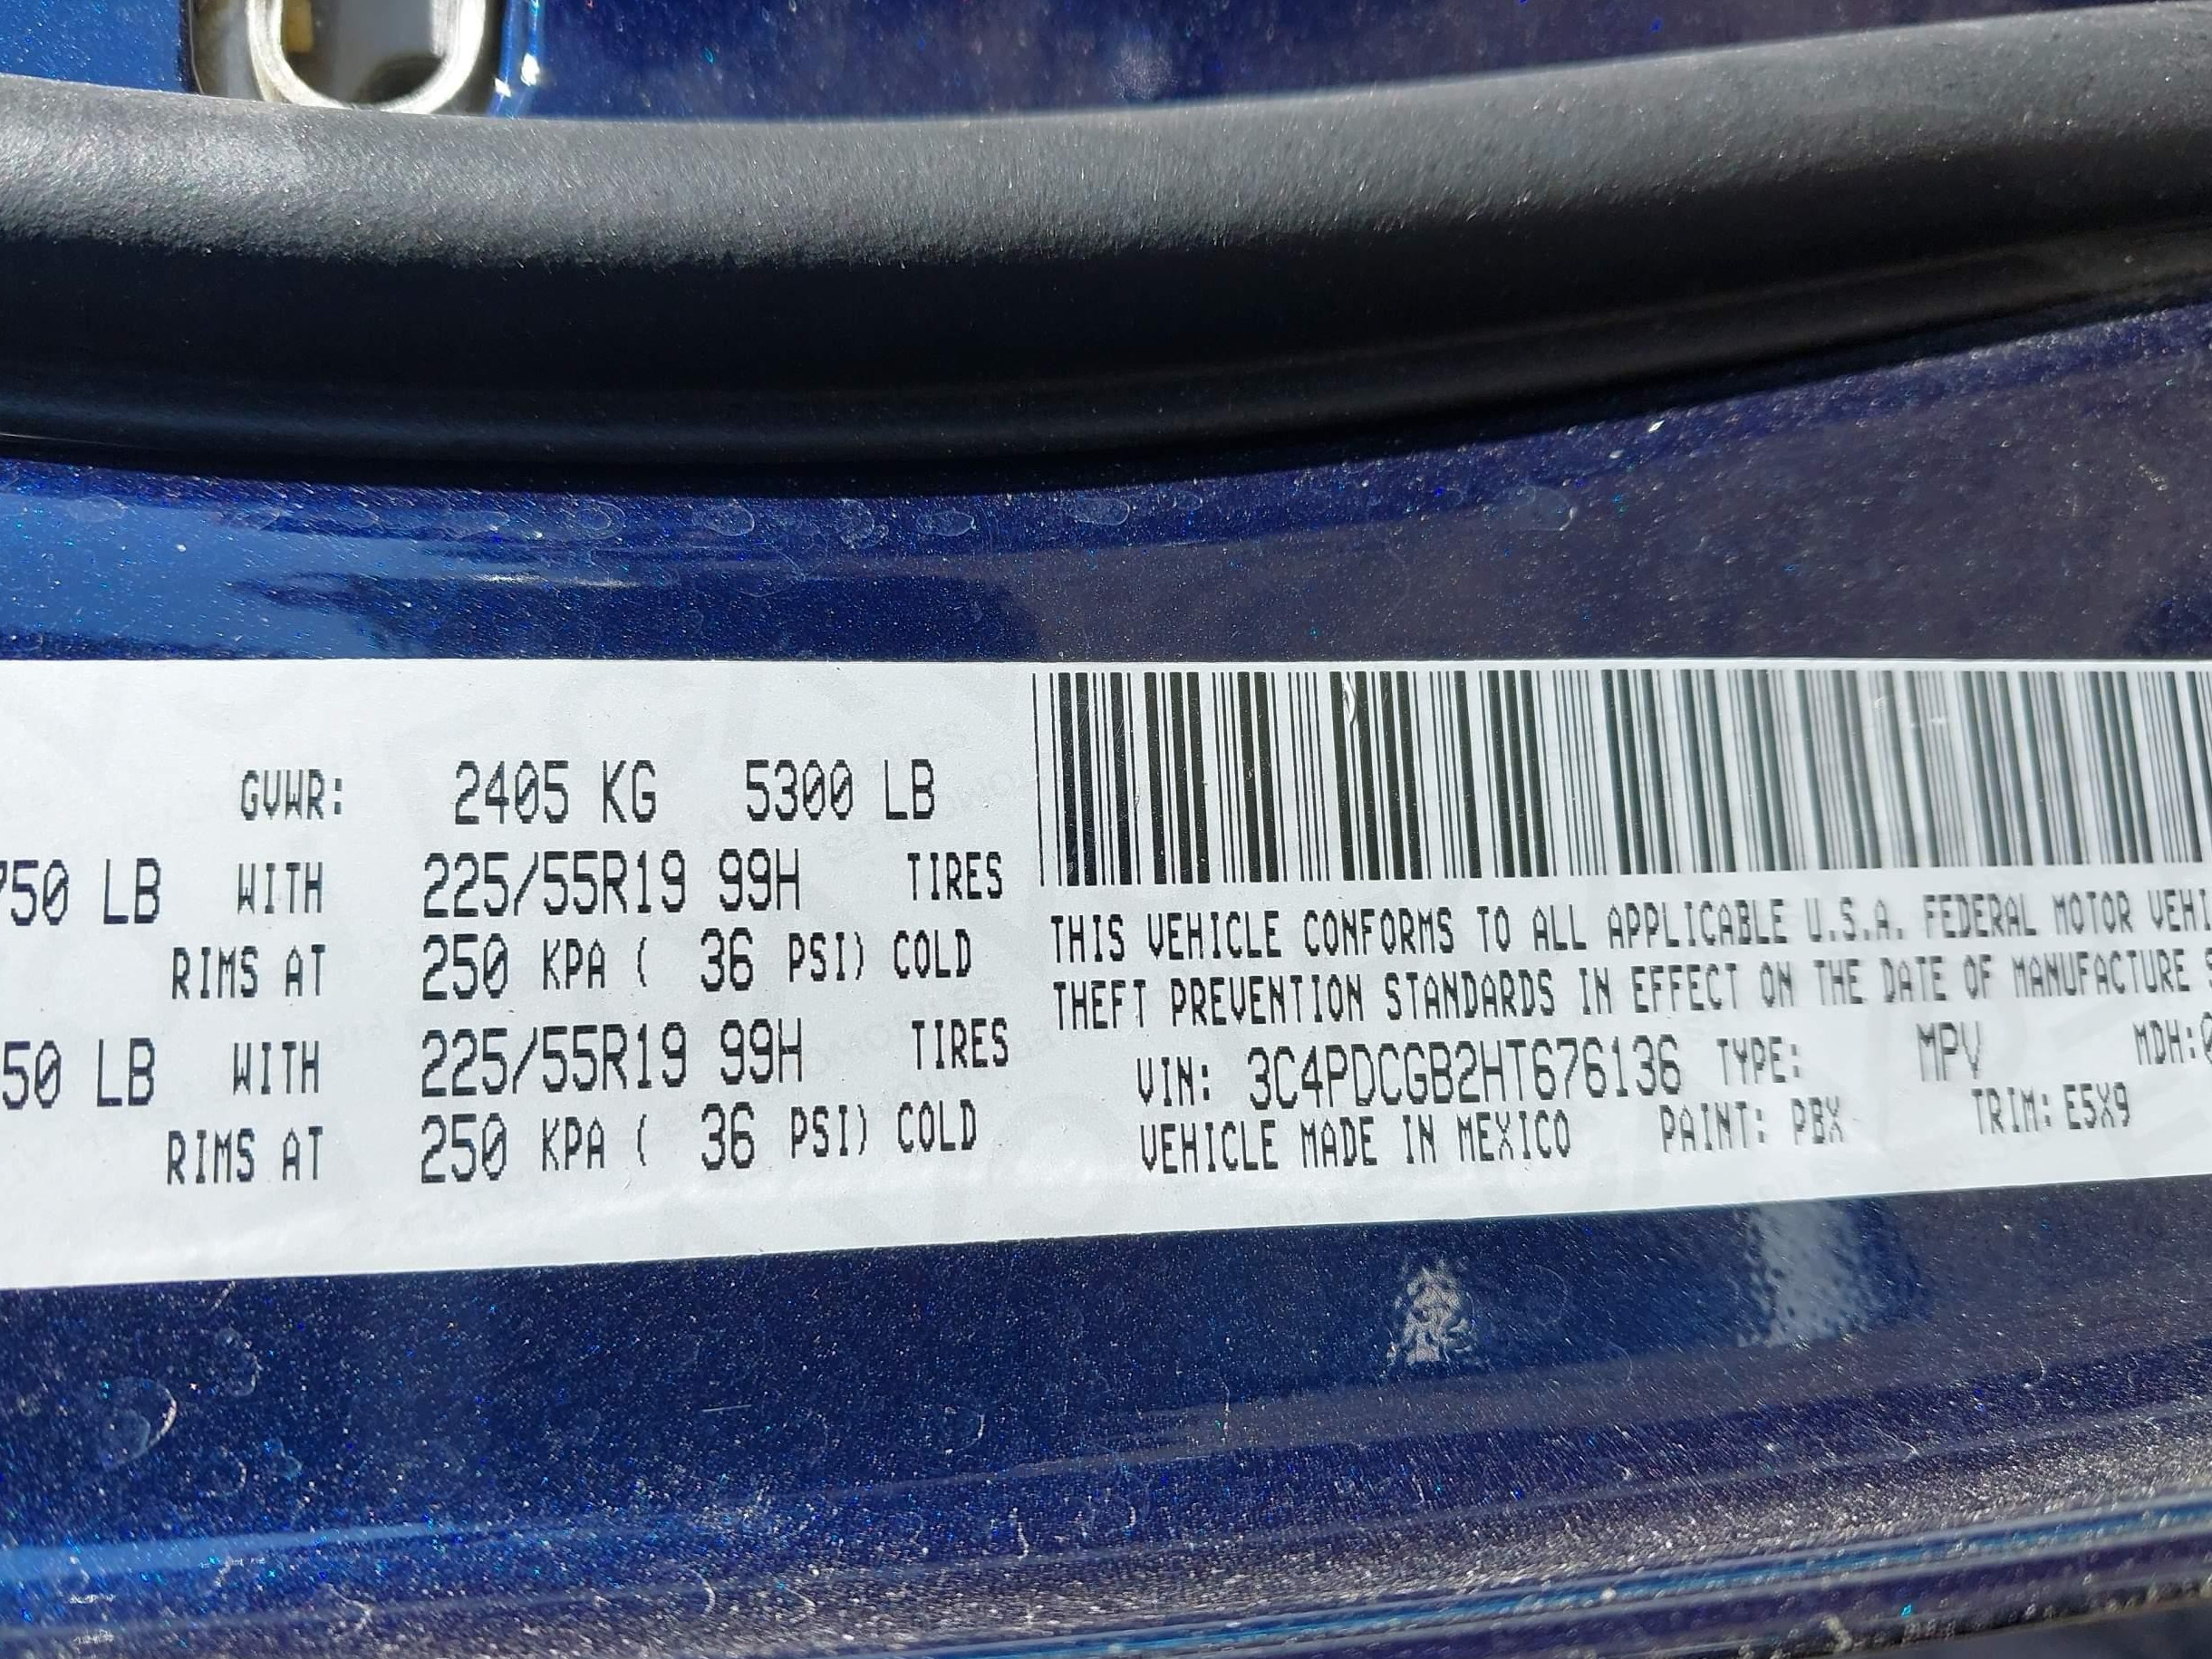 GVWR: 2405 KG 5300 LB
750 LB WITH 225/55R19 99H TIRES
RIMS AT 250 KPA ( 36 PSI) COLD
50 LB WITH 225/55R19 99H TIRES
RIMS AT 250 KPA ( 36 PSI) COLD
THIS VEHICLE CONFORMS TO ALL APPLICABLE U.S.A. FEDERAL MOTOR VEHI
THEFT PREVENTION STANDARDS IN EFFECT ON THE DATE OF MANUFACTURE S
VIN: 3C4PDCGB2HT676136 TYPE: MPV MDH:0
VEHICLE MADE IN MEXICO PAINT: PBX TRIM: E5X9